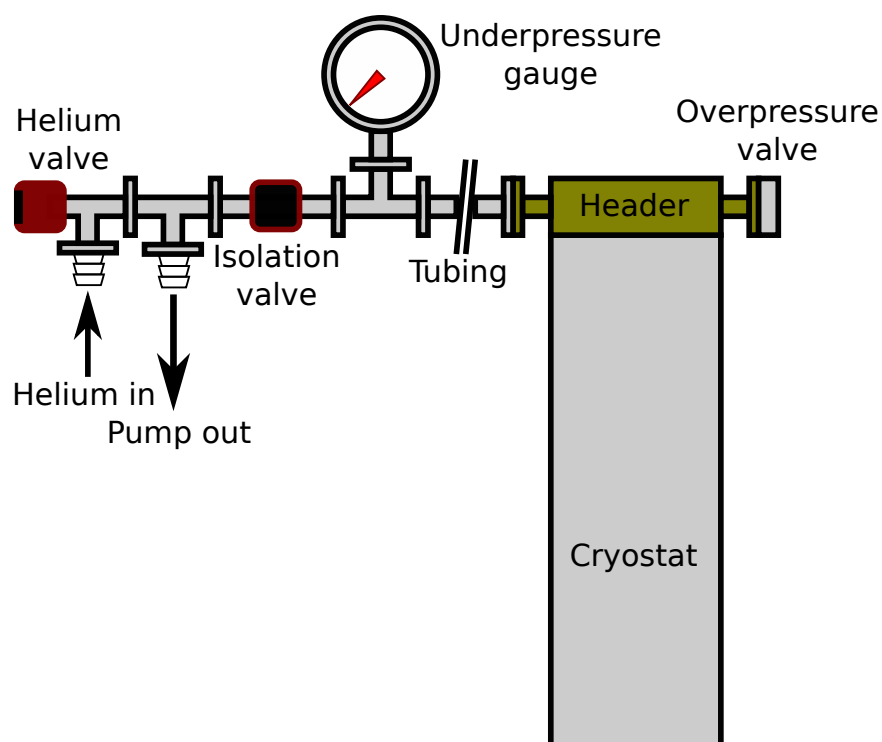 Underpressure
gauge
Overpressure
valve
Helium
valve
Header
Isolation
valve
Tubing
Helium in
Pump out
Cryostat